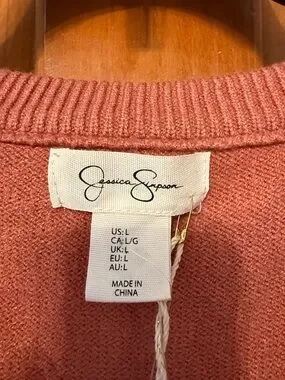 Jessica Simpson
US: L
CA: L/G
UK: L
EU: L
AU: L
MADE IN
CHINA